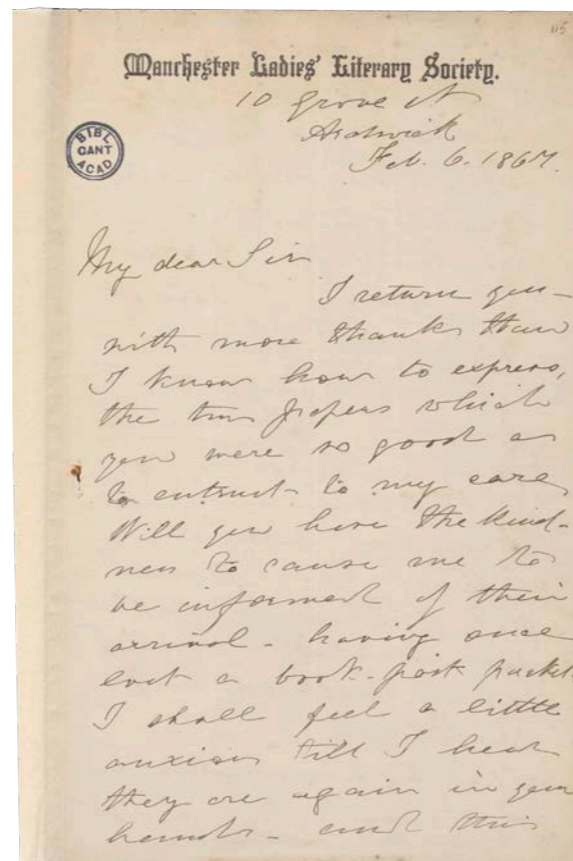 115
Manchester Ladies' Literary Society.
10 Grove St
Ardwick
Feb. 6. 1867.
BIBL
CANT
ACAD
My dear Sir
I return you
with more thanks than
I know how to express,
the two papers which
you were so good as
to entrust to my care
Will you have the kind-
ness to cause me to
be informed of their
arrival - having once
lost a book-post packet
I shall feel a little
anxious till I hear
they are again in your
hands - and this